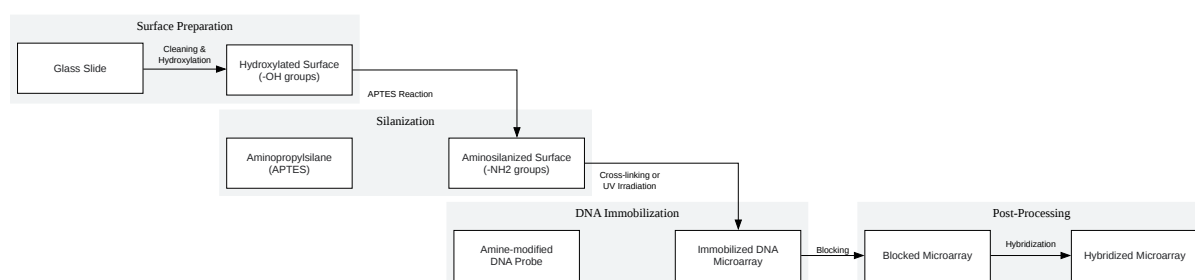 Surface Preparation
Glass Slide
Cleaning &
Hydroxylation
Hydroxylated Surface
(-OH groups)
APTES Reaction
Silanization
Aminopropylsilane
(APTES)
Aminosilanized Surface
(-NH2 groups)
Cross-linking or
UV Irradiation
DNA Immobilization
Amine-modified
DNA Probe
Immobilized DNA
Microarray
Blocking
Post-Processing
Blocked Microarray
Hybridization
Hybridized Microarray